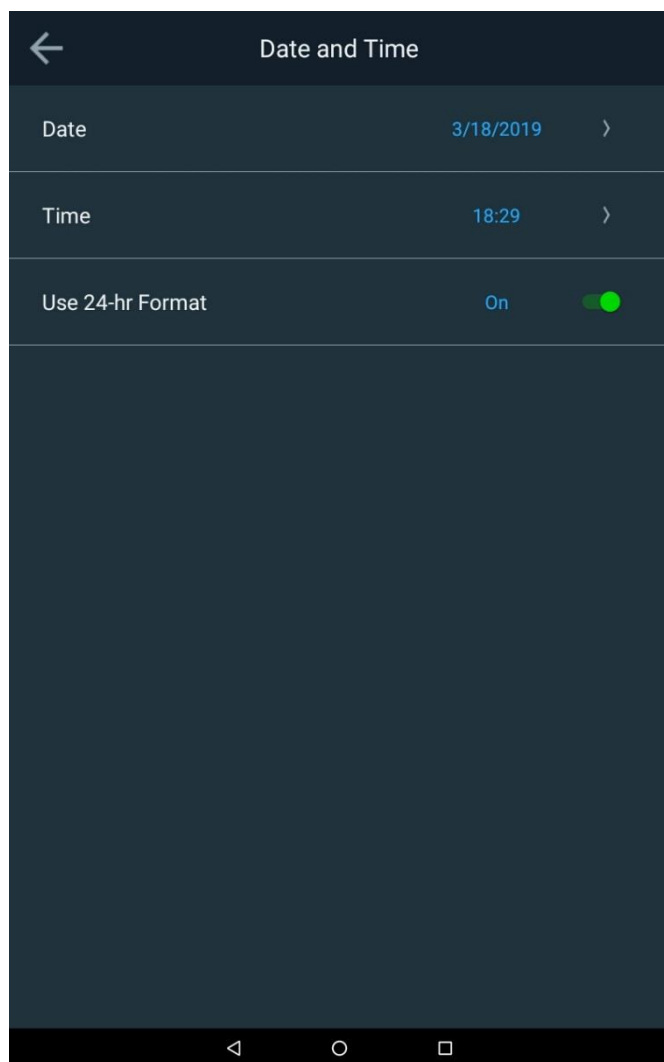 Date and Time
Date 3/18/2019
Time 18:29
Use 24-hr Format On